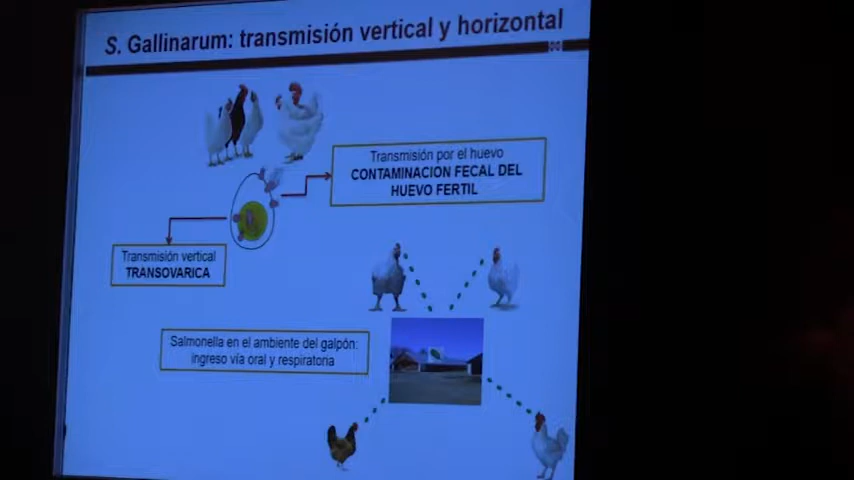 S. Gallinarum: transmisión vertical y horizontal
Transmisión por el huevo
CONTAMINACION FECAL DEL
HUEVO FERTIL
Transmisión vertical
TRANSOVARICA
Salmonella en el ambiente del galpón:
ingreso vía oral y respiratoria